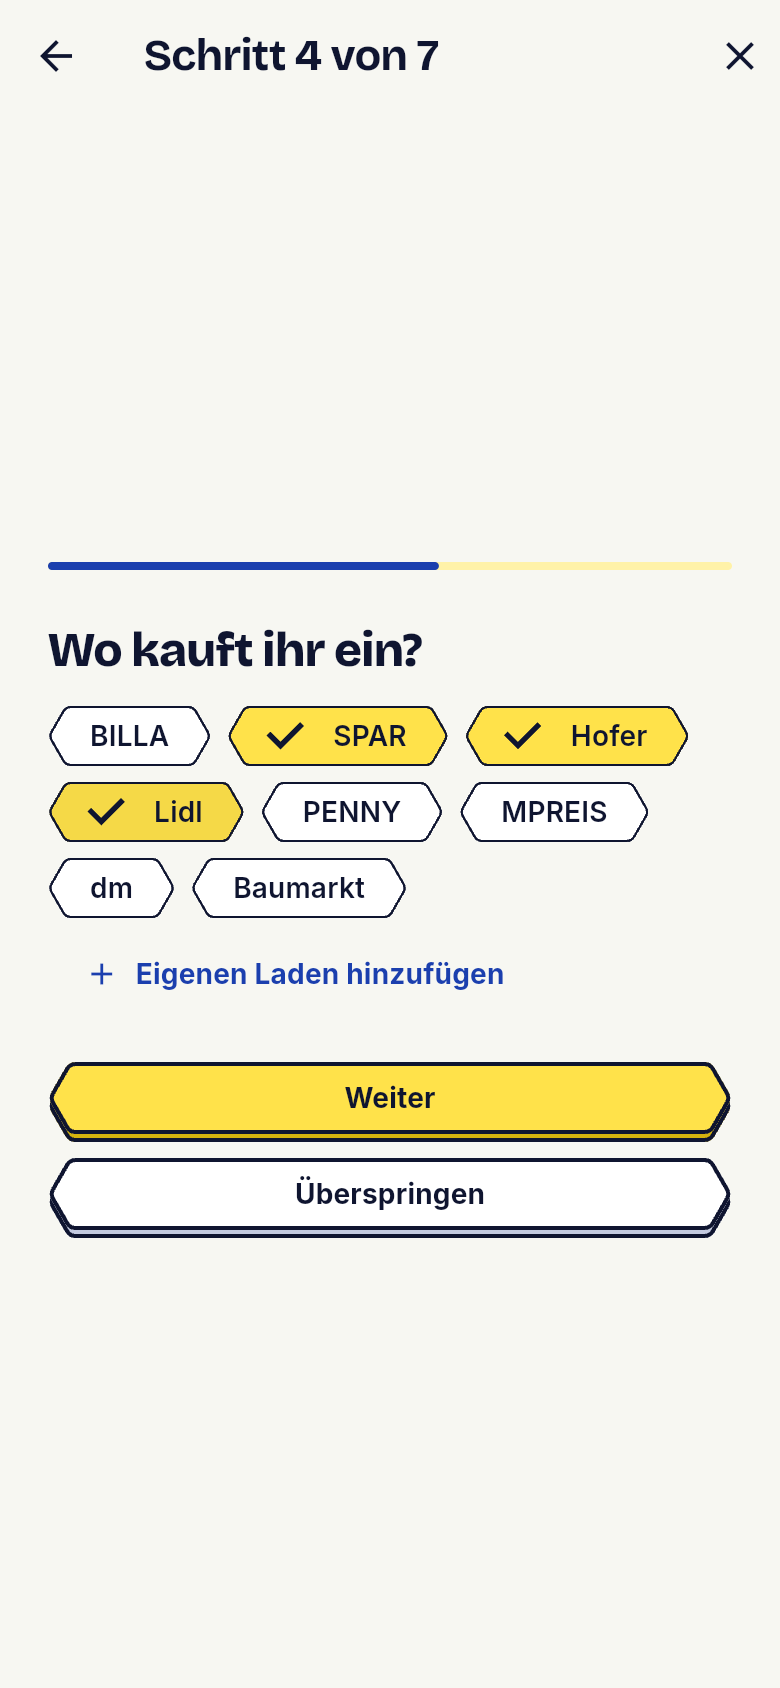 Schritt 4 von 7
Wo kauft ihr ein?
BILLA SPAR Hofer
Lidl PENNY MPREIS
dm Baumarkt
+ Eigenen Laden hinzufügen
Weiter
Überspringen